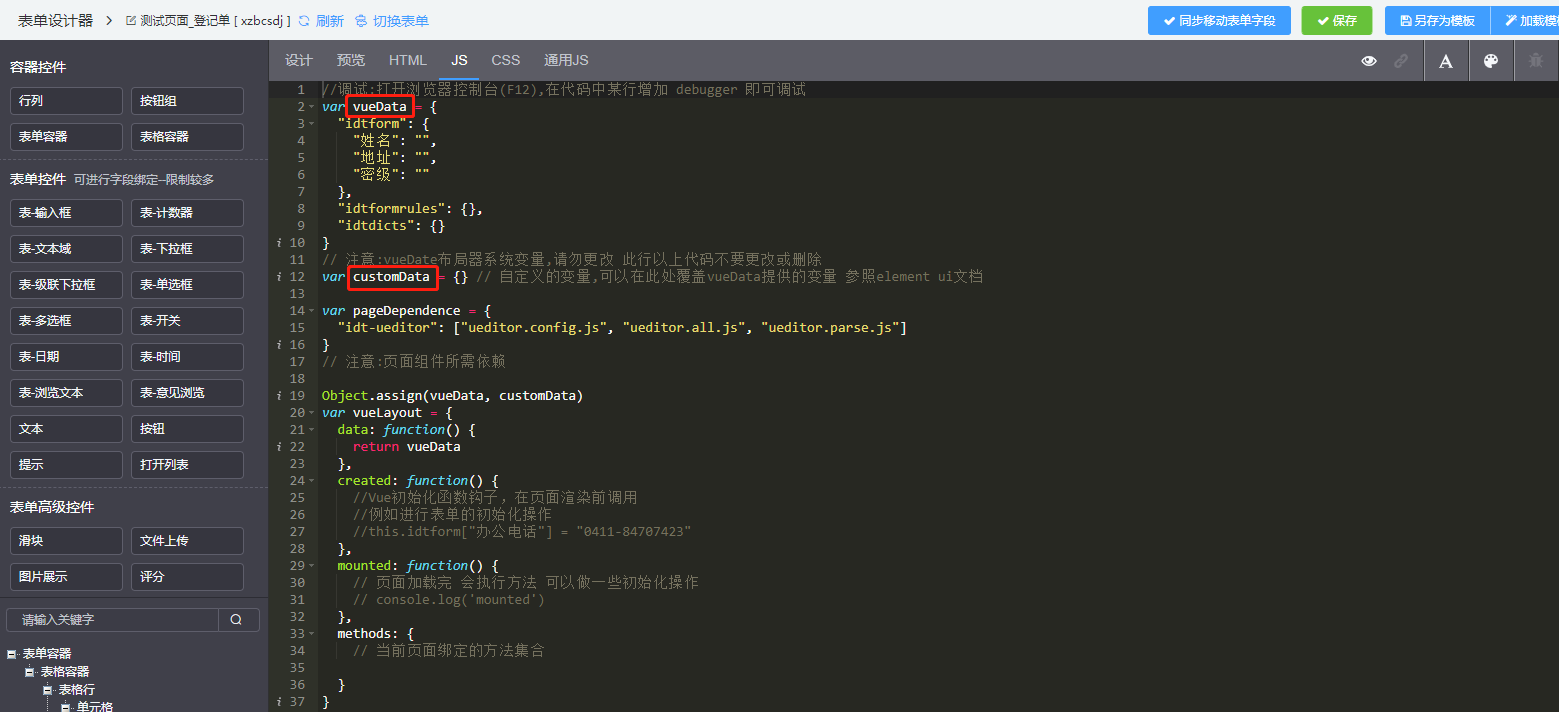 表单设计器 > 测试页面_登记单 [ xzbcsdj ] 刷新 切换表单 同步移动表单字段 保存 另存为模板 加载模
容器控件
行列 按钮组
表单容器 表格容器
表单控件 可进行字段绑定--限制较多
表-输入框 表-计数器
表-文本域 表-下拉框
表-级联下拉框 表-单选框
表-多选框 表-开关
表-日期 表-时间
表-浏览文本 表-意见浏览
文本 按钮
提示 打开列表
表单高级控件
滑块 文件上传
图片展示 评分
请输入关键字
表单容器
表格容器
表格行
单元格
设计 预览 HTML JS CSS 通用JS A
1 //调试:打开浏览器控制台(F12),在代码中某行增加 debugger 即可调试
2 var vueData = {
3 "idtform": {
4 "姓名": "",
5 "地址": "",
6 "密级": ""
7 },
8 "idtformrules": {},
9 "idtdicts": {}
i 10 }
11 // 注意:vueDate布局器系统变量,请勿更改 此行以上代码不要更改或删除
i 12 var customData = {} // 自定义的变量,可以在此处覆盖vueData提供的变量 参照element ui文档
13
14 var pageDependence = {
15 "idt-ueditor": ["ueditor.config.js", "ueditor.all.js", "ueditor.parse.js"]
i 16 }
17 // 注意:页面组件所需依赖
18
i 19 Object.assign(vueData, customData)
20 var vueLayout = {
21 data: function() {
i 22 return vueData
23 },
24 created: function() {
25 //Vue初始化函数钩子，在页面渲染前调用
26 //例如进行表单的初始化操作
27 //this.idtform["办公电话"] = "0411-84707423"
28 },
29 mounted: function() {
30 // 页面加载完 会执行方法 可以做一些初始化操作
31 // console.log('mounted')
32 },
33 methods: {
34 // 当前页面绑定的方法集合
35
36 }
i 37 }